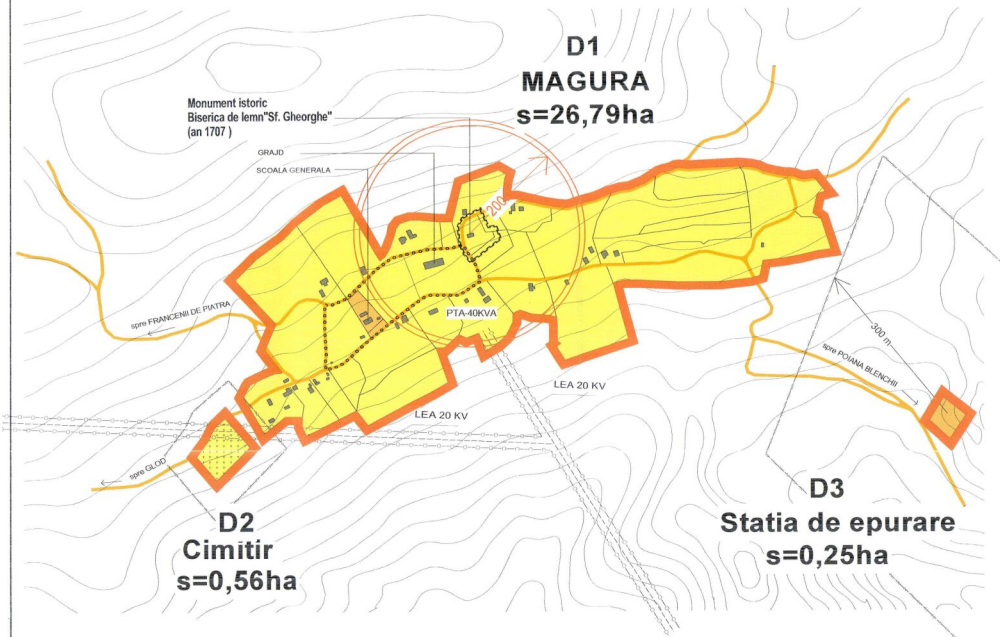 D1
MAGURA
s=26,79ha
Monument istoric
Biserica de lemn"Sf. Gheorghe"
(an 1707 )
GRAJD
SCOALA GENERALA
200
spre FRANCENII DE PIATRA
PTA-40KVA
300 m
spre POIANA BLENCHII
LEA 20 KV
LEA 20 KV
spre GLOD
D2
Cimitir
s=0,56ha
D3
Statia de epurare
s=0,25ha